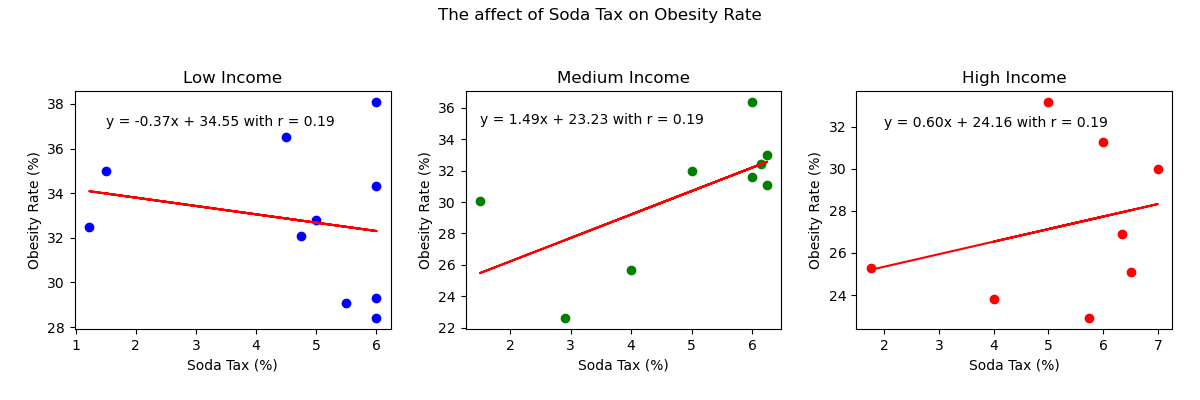 The affect of Soda Tax on Obesity Rate
Low Income
y = -0.37x + 34.55 with r = 0.19
38
36
34
32
30
28
Obesity Rate (%)
1 2 3 4 5 6
Soda Tax (%)
Medium Income
y = 1.49x + 23.23 with r = 0.19
36
34
32
30
28
26
24
22
Obesity Rate (%)
2 3 4 5 6
Soda Tax (%)
High Income
y = 0.60x + 24.16 with r = 0.19
32
30
28
26
24
Obesity Rate (%)
2 3 4 5 6 7
Soda Tax (%)